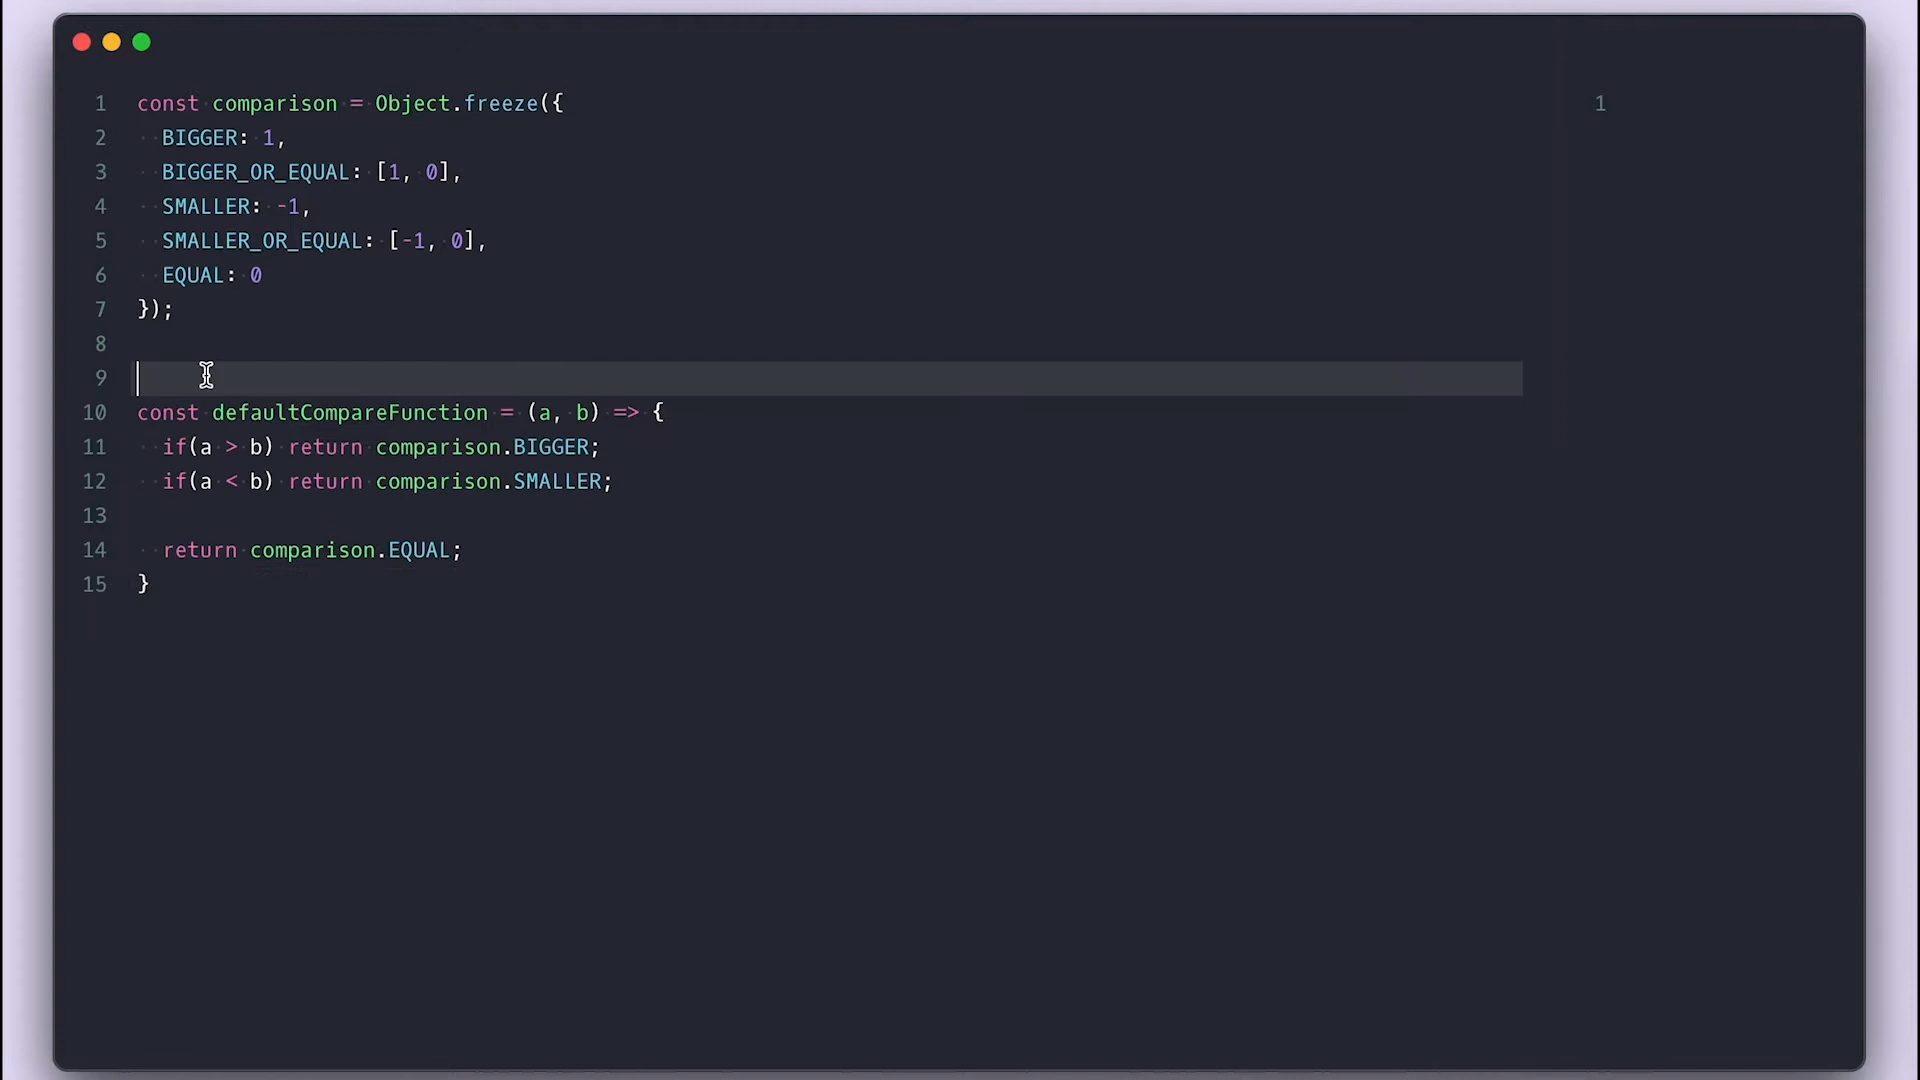 1 const comparison = Object.freeze({
2 BIGGER: 1,
3 BIGGER_OR_EQUAL: [1, 0],
4 SMALLER: -1,
5 SMALLER_OR_EQUAL: [-1, 0],
6 EQUAL: 0
7 });
8
9
10 const defaultCompareFunction = (a, b) => {
11 if(a > b) return comparison.BIGGER;
12 if(a < b) return comparison.SMALLER;
13
14 return comparison.EQUAL;
15 }
1